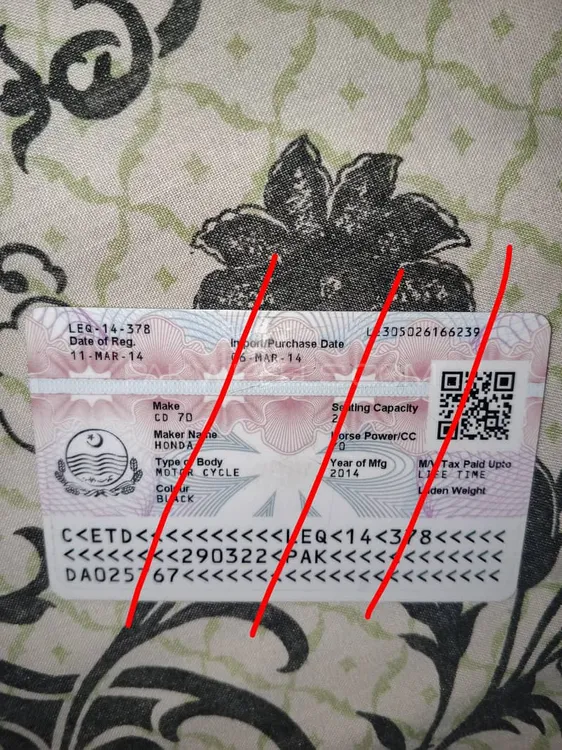 LEQ-14-378
LE305026166239
Date of Reg.
Import/Purchase Date
11-MAR-14
06-MAR-14
Make
CD 70
Seating Capacity
2
Maker Name
HONDA
Horse Power/CC
70
Type of Body
MOTOR CYCLE
Year of Mfg
2014
M/V Tax Paid Upto
LIFE TIME
Colour
BLACK
Laden Weight
C<ETD<<<<<<<<<<LEQ<14<378<<<<<
<<<<<<<<290322<PAK<<<<<<<<<<<<